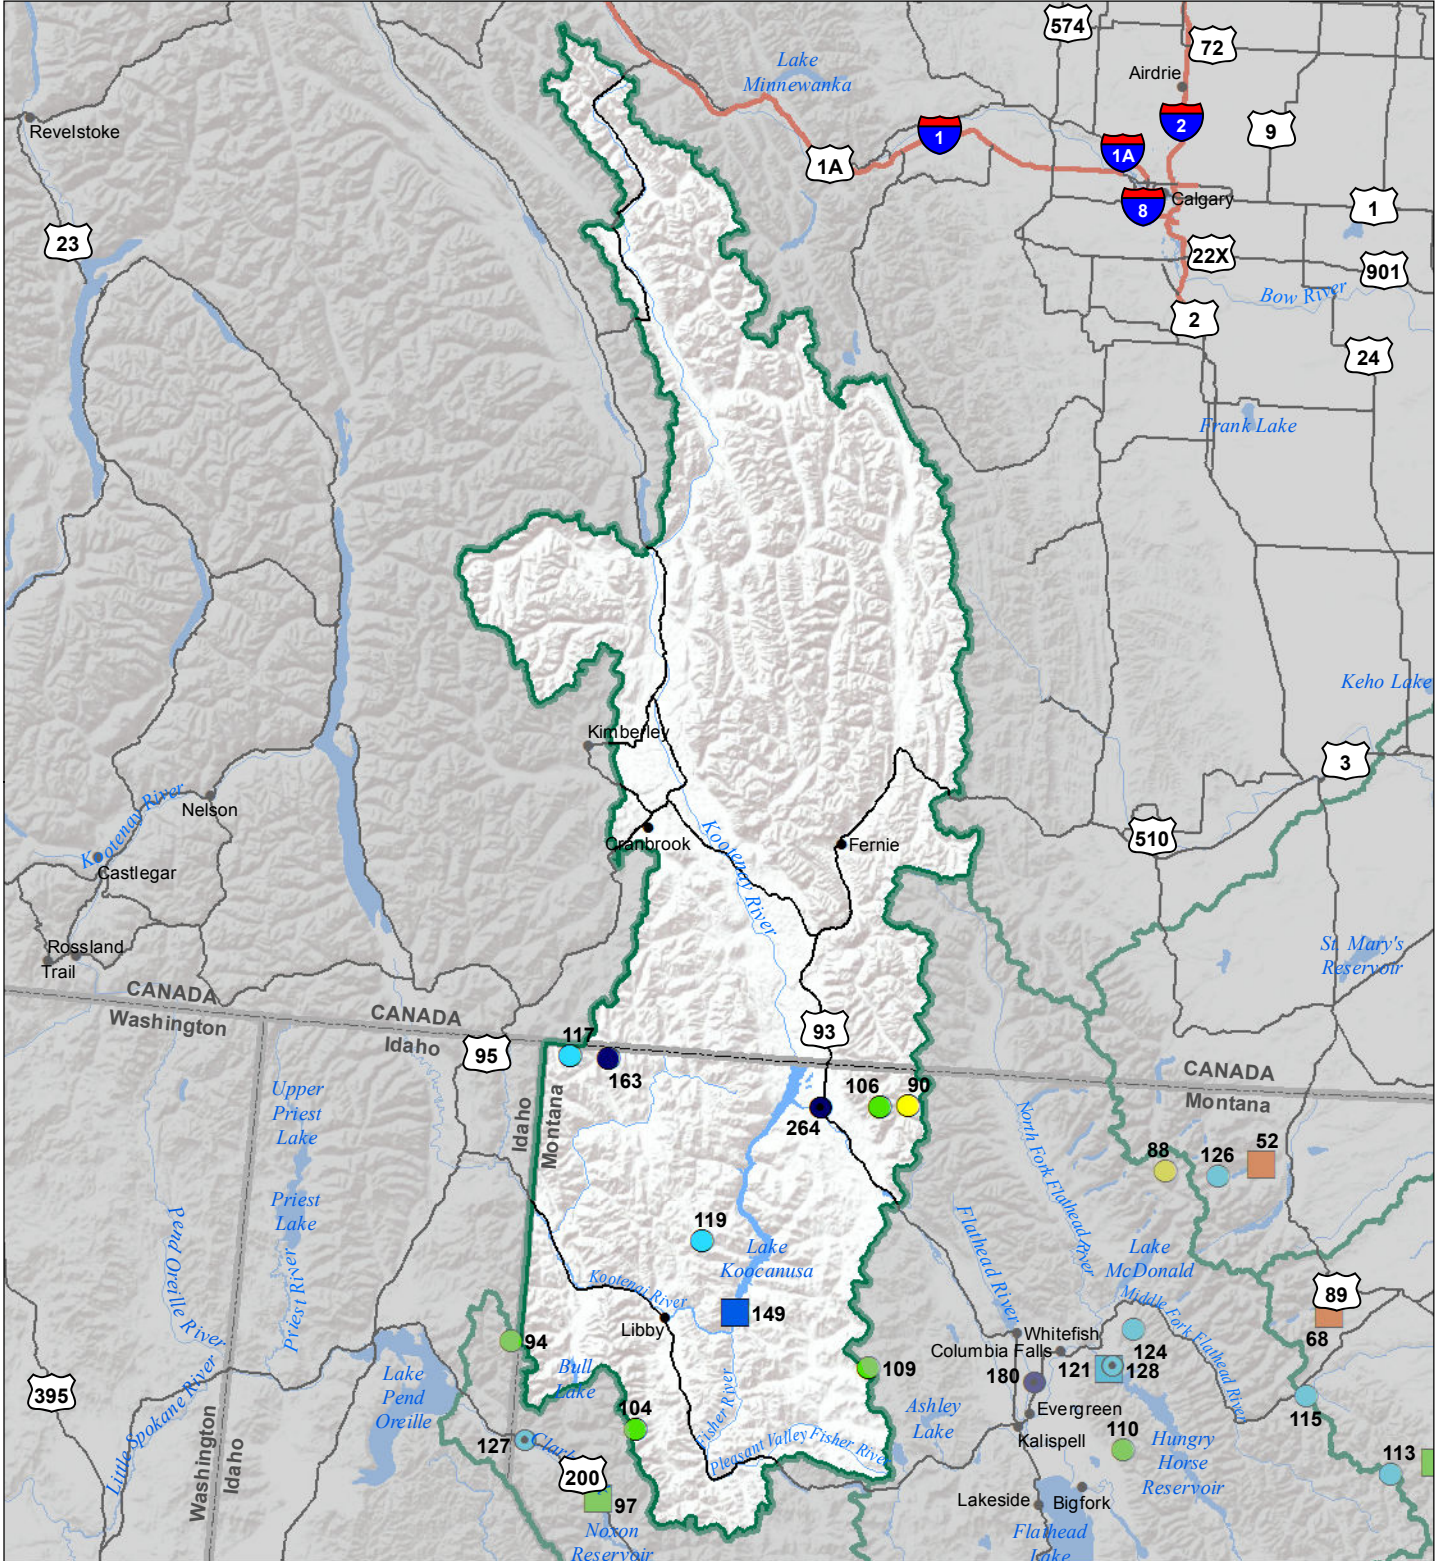 574
72
Lake
Minnewanka
Airdrie
Revelstoke
1
2
9
1A
1A
8
Calgary
1
23
22X
901
Bow River
2
24
Frank Lake
Keho Lake
Kimberley
3
Nelson
Kootenay River
510
Kootenay River
Cranbrook
Fernie
Castlegar
Rossland
Trail
St. Mary's
Reservoir
CANADA
Washington
CANADA
Idaho
95
117
163
93
CANADA
Montana
Upper
Priest
Lake
Idaho
Montana
106
90
264
North Fork Flathead River
88
126
52
Priest
Lake
Pend Oreille River
Priest River
119
Lake
Koocanusa
Flathead River
Lake
McDonald
Kootenai River
149
Libby
Middle Fork Flathead River
89
68
94
Whitefish
Columbia Falls
124
121
128
180
109
Bull
Lake
Lake
Pend
Oreille
395
Little Spokane River
Washington
Idaho
104
Fisher River
Ashley
Lake
Evergreen
Kalispell
110
115
127
Clark
200
97
Pleasant Valley Fisher River
Hungry
Horse
Reservoir
113
Lakeside
Bigfork
Noxon
Reservoir
Flathead
Lake